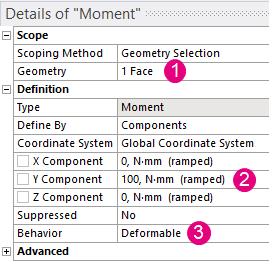 Details of "Moment"
Scope
Scoping Method Geometry Selection
Geometry 1 Face 1
Definition
Type Moment
Define By Components
Coordinate System Global Coordinate System
X Component 0, N·mm (ramped)
Y Component 100, N·mm (ramped) 2
Z Component 0, N·mm (ramped)
Suppressed No
Behavior Deformable 3
Advanced